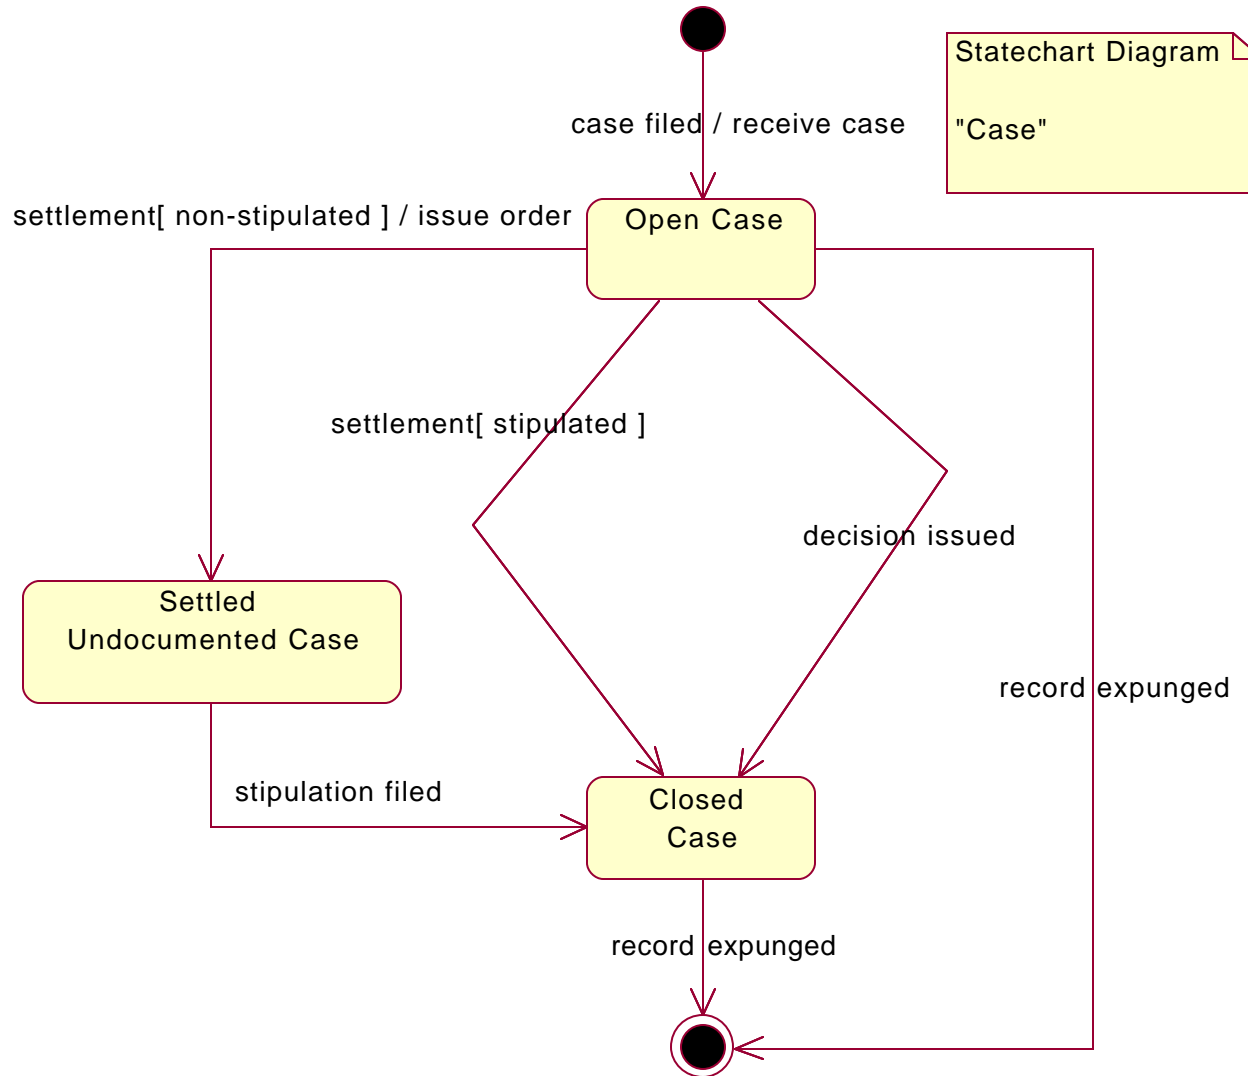 Statechart Diagram
"Case"
case filed / receive case
settlement[ non-stipulated ] / issue order
Open Case
settlement[ stipulated ]
decision issued
Settled
Undocumented Case
record expunged
stipulation filed
Closed
Case
record expunged